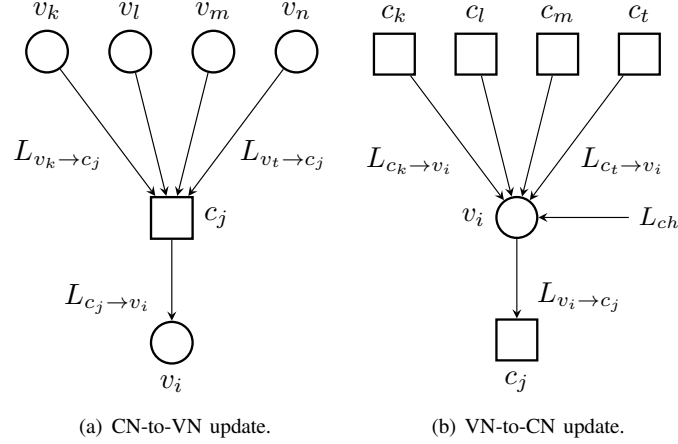 v_k v_l v_m v_n c_k c_l c_m c_t
L_{v_k→c_j} L_{v_t→c_j} L_{c_k→v_i} L_{c_t→v_i}
c_j v_i L_{ch}
L_{c_j→v_i} L_{v_i→c_j}
v_i c_j
(a) CN-to-VN update. (b) VN-to-CN update.